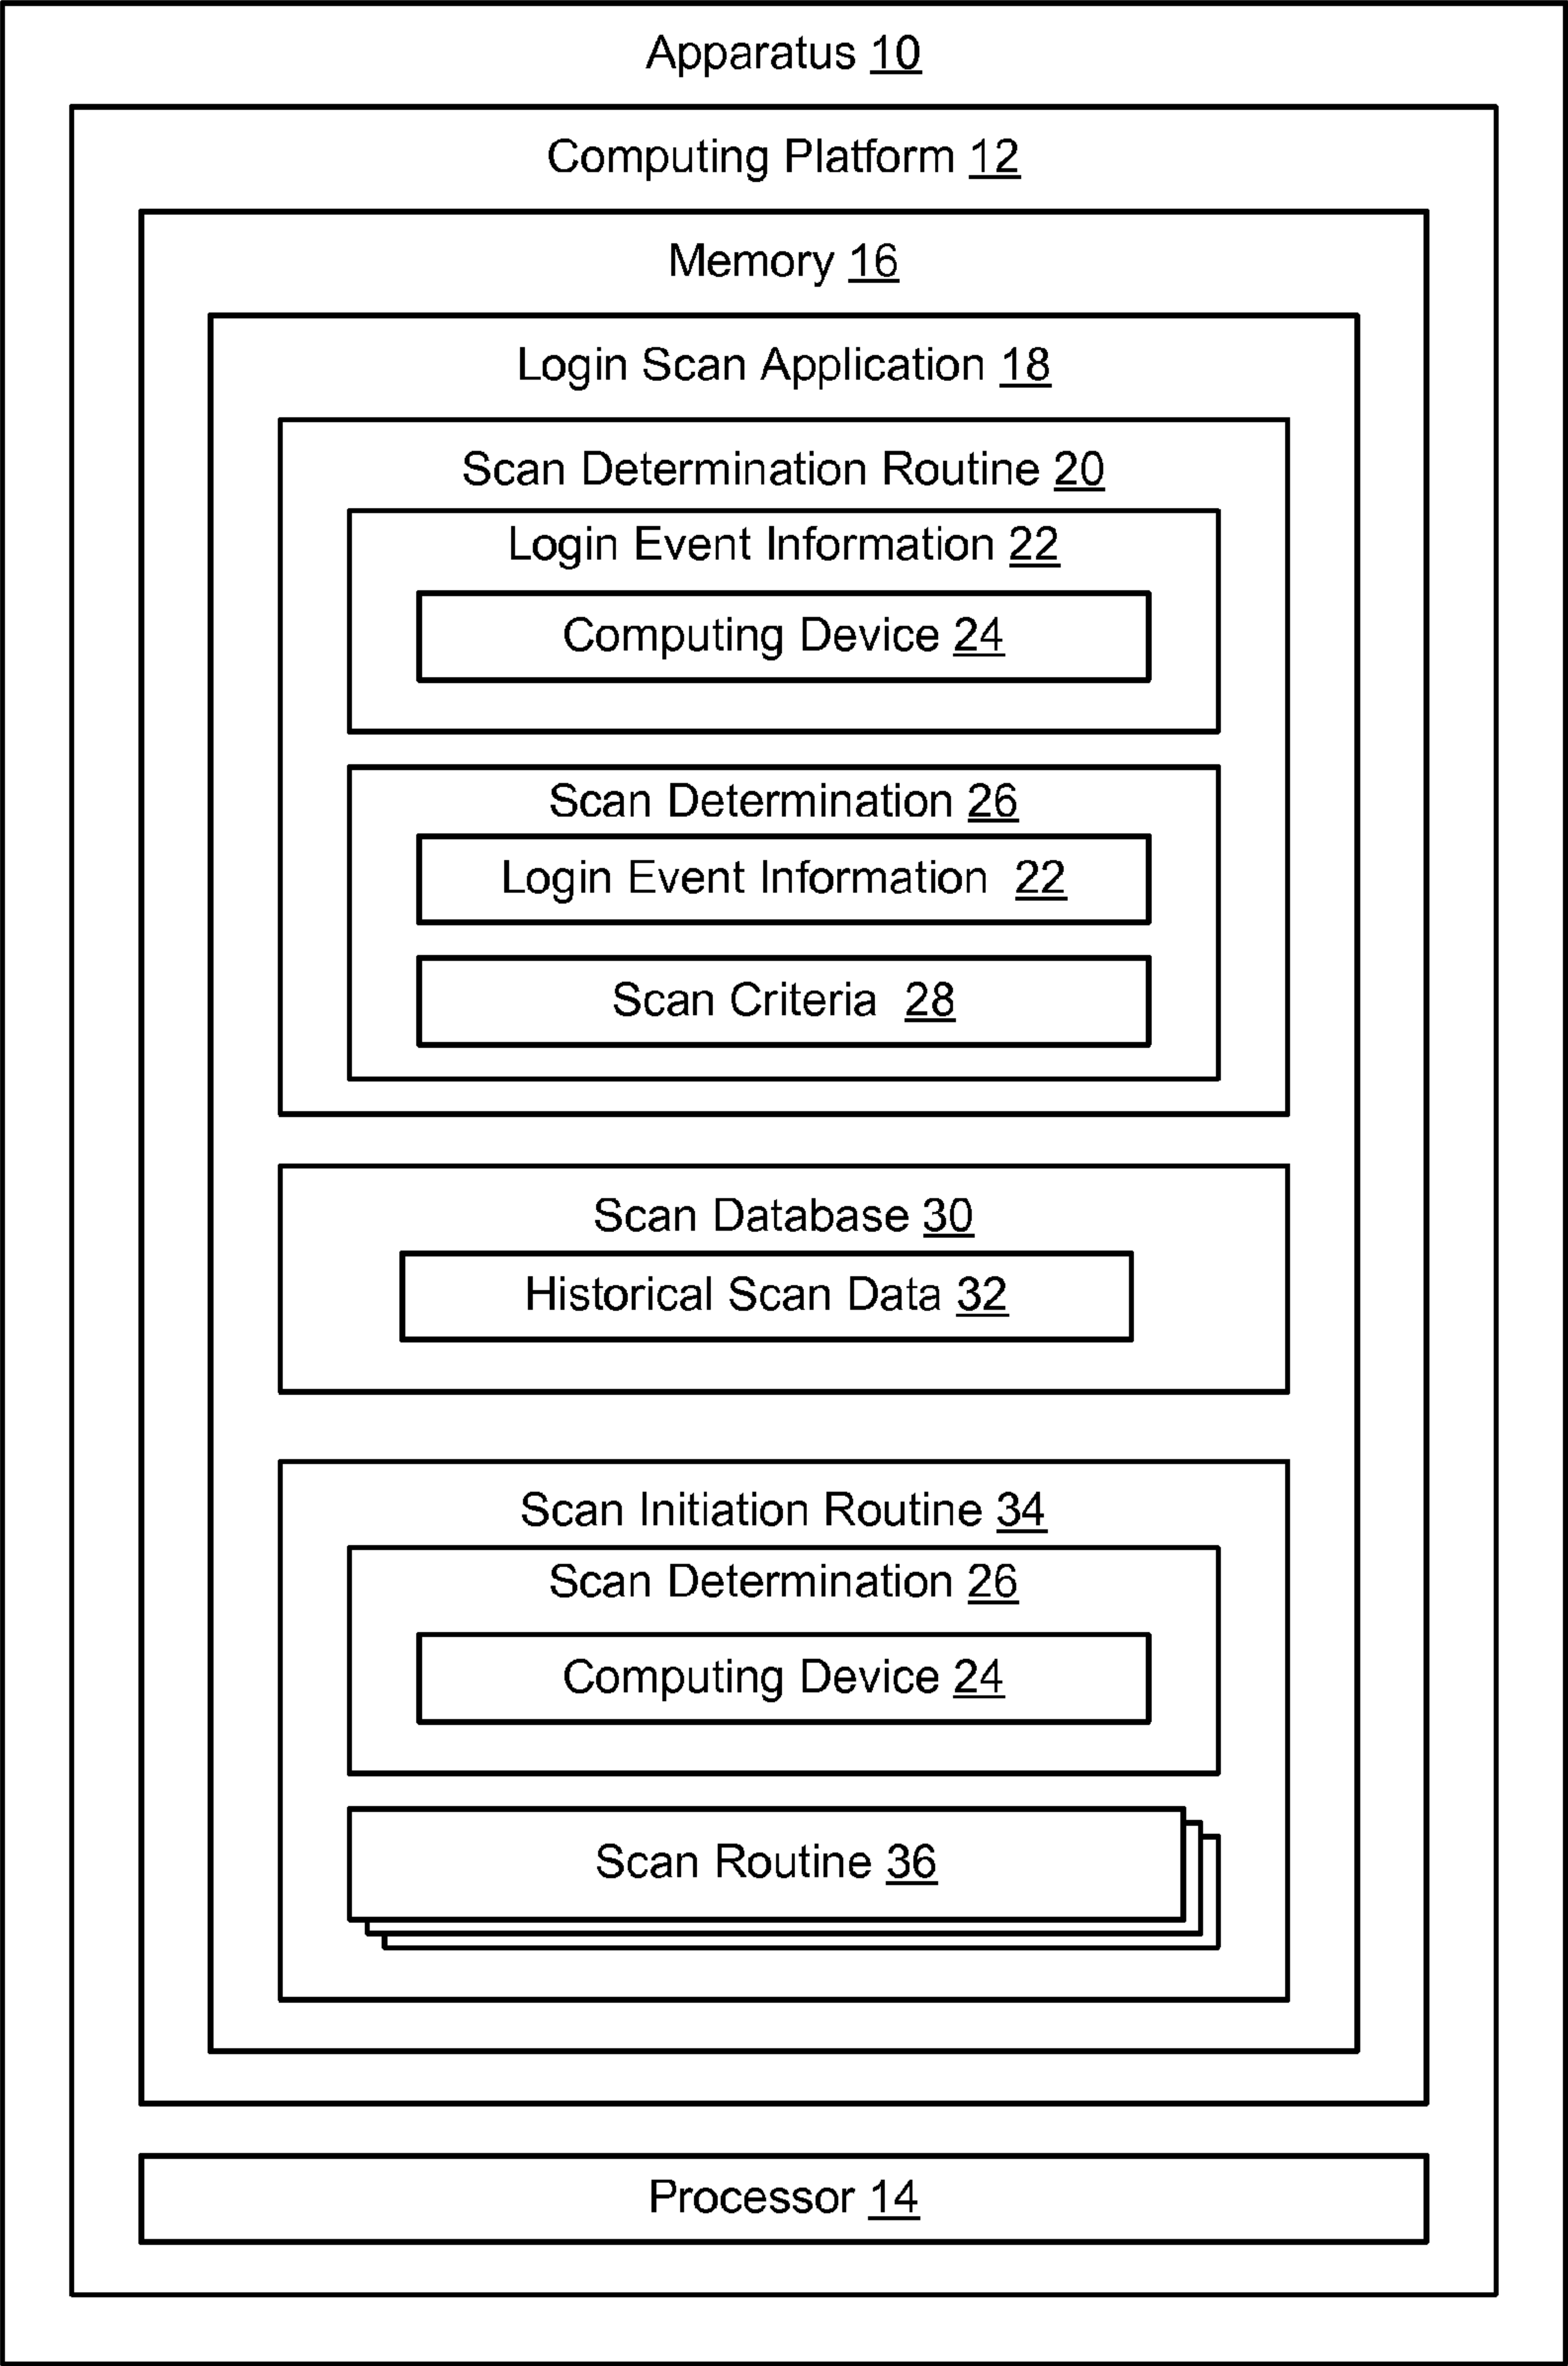 Apparatus 10
Computing Platform 12
Memory 16
Login Scan Application 18
Scan Determination Routine 20
Login Event Information 22
Computing Device 24
Scan Determination 26
Login Event Information 22
Scan Criteria 28
Scan Database 30
Historical Scan Data 32
Scan Initiation Routine 34
Scan Determination 26
Computing Device 24
Scan Routine 36
Processor 14